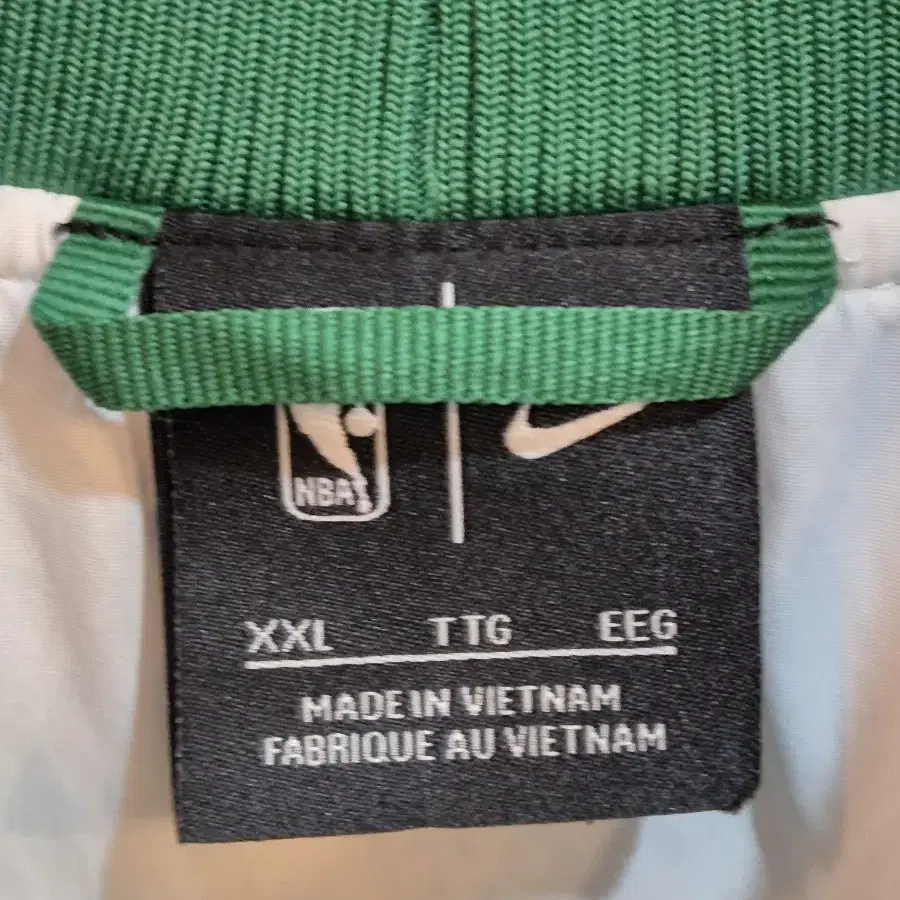 NBA
XXL TTG EEG
MADE IN VIETNAM
FABRIQUE AU VIETNAM